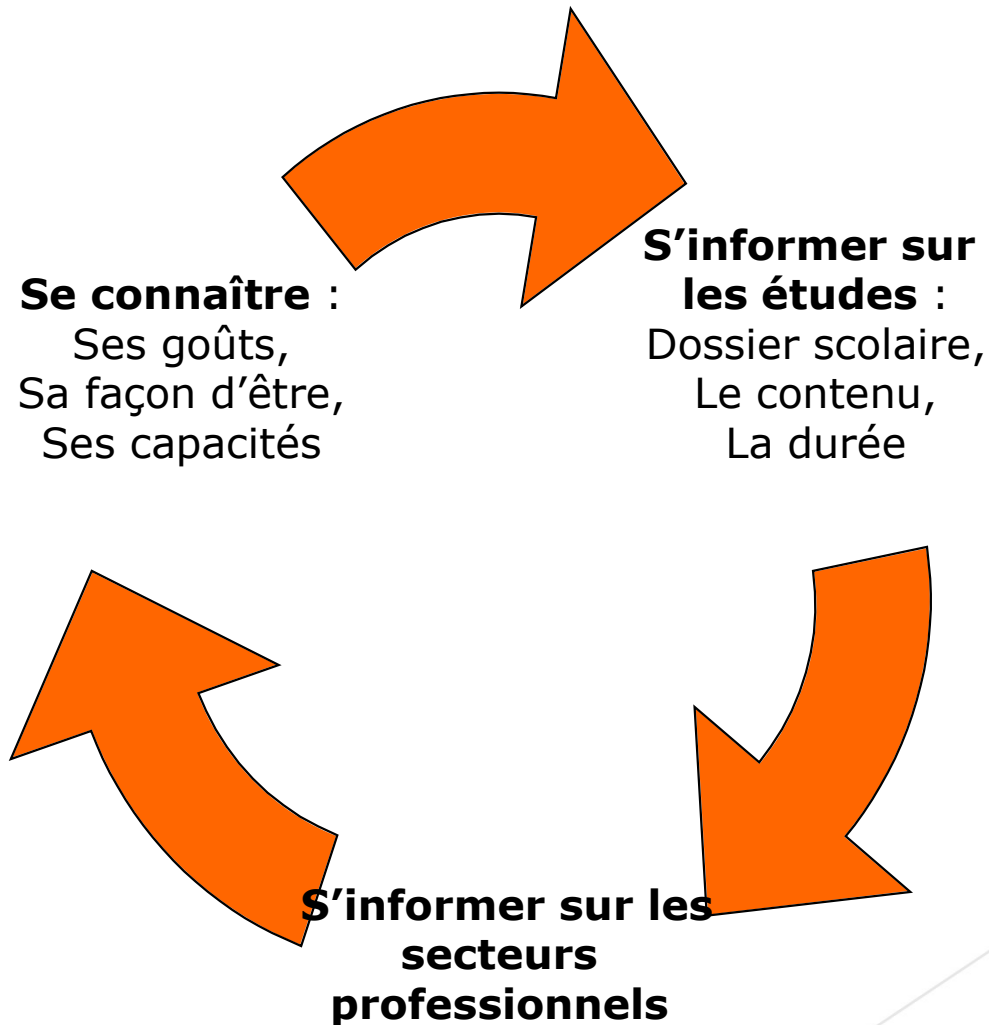 Se connaître :
Ses goûts,
Sa façon d’être,
Ses capacités
S’informer sur
les études :
Dossier scolaire,
Le contenu,
La durée
S’informer sur les
secteurs
professionnels